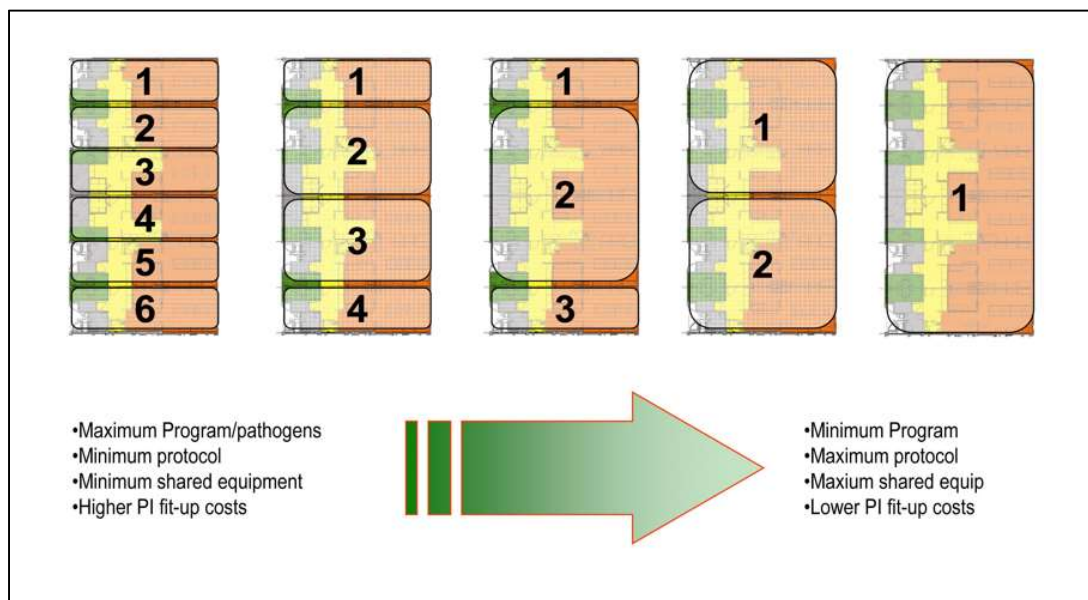 1
2
3
4
5
6
1
2
3
4
1
2
3
1
2
1
•Maximum Program/pathogens
•Minimum protocol
•Minimum shared equipment
•Higher PI fit-up costs
•Minimum Program
•Maximum protocol
•Maxium shared equip
•Lower PI fit-up costs